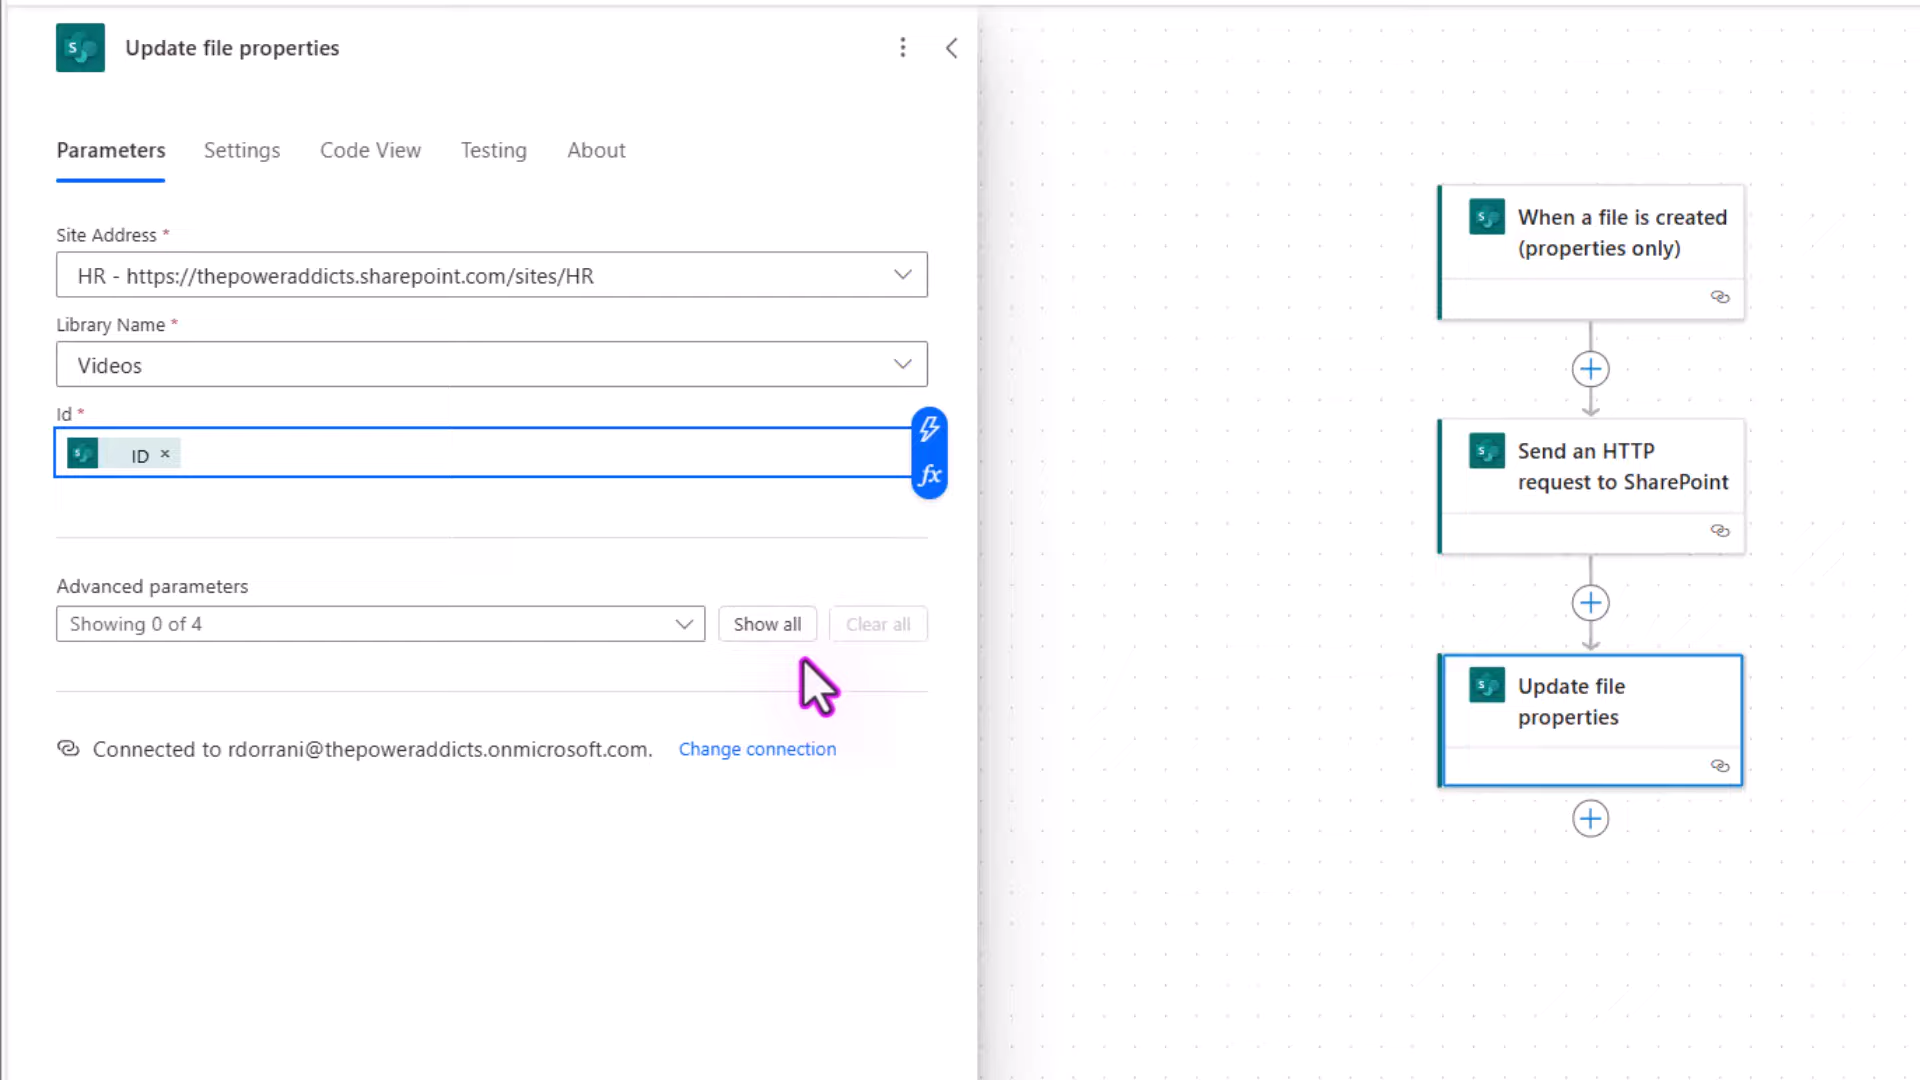 Update file properties
Parameters
Settings
Code View
Testing
About
Site Address *
HR - https://thepoweraddicts.sharepoint.com/sites/HR
Library Name *
Videos
Id *
ID ×
fx
Advanced parameters
Showing 0 of 4
Show all
Clear all
Connected to rdorrani@thepoweraddicts.onmicrosoft.com.
Change connection
When a file is created
(properties only)
Send an HTTP
request to SharePoint
Update file
properties